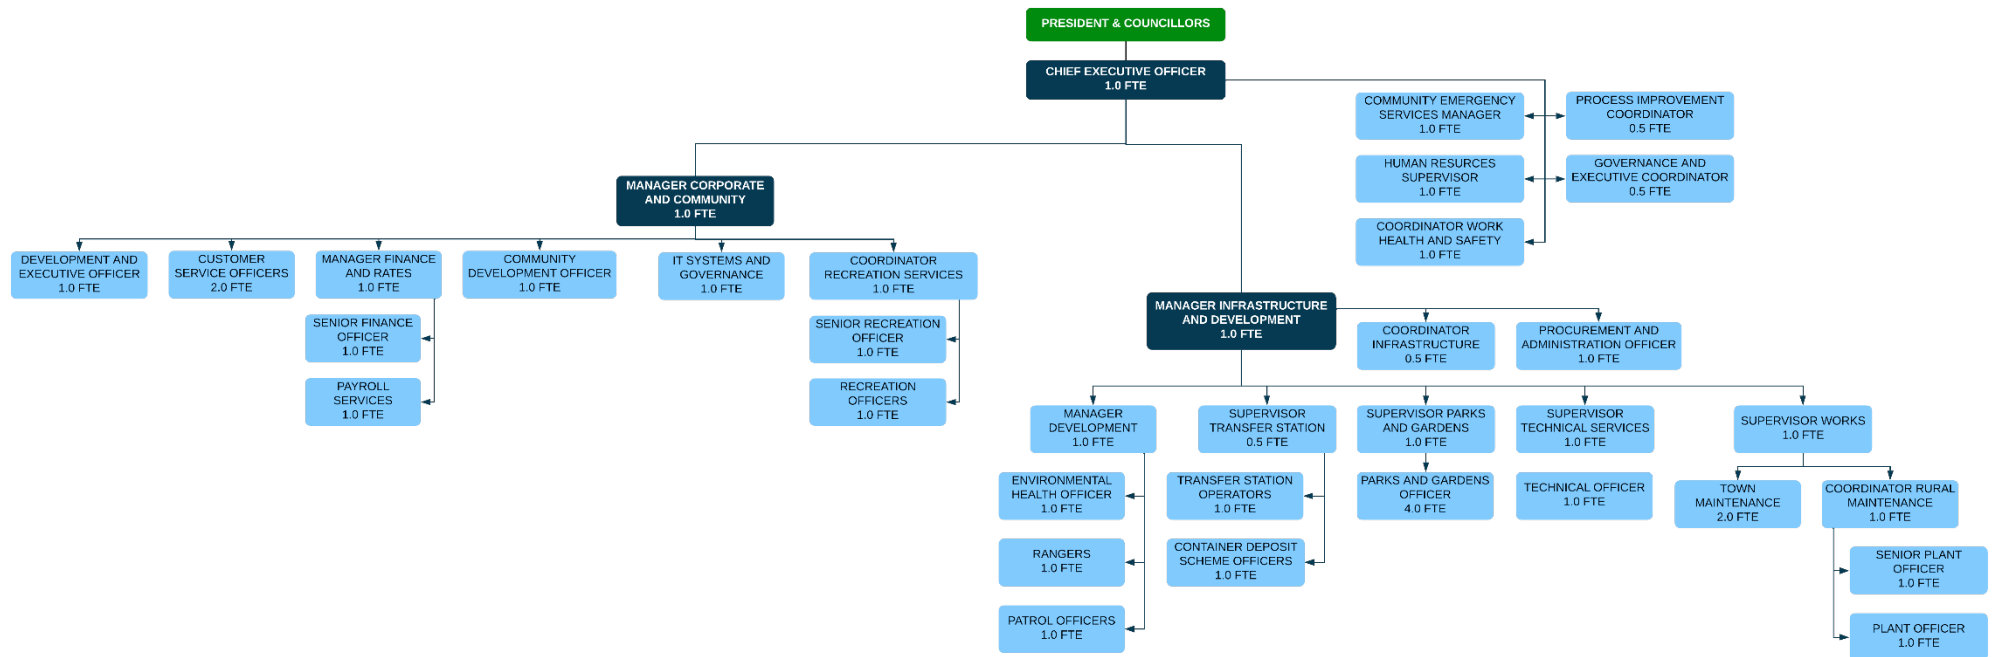 PRESIDENT & COUNCILLORS
CHIEF EXECUTIVE OFFICER
1.0 FTE
COMMUNITY EMERGENCY
SERVICES MANAGER
1.0 FTE
PROCESS IMPROVEMENT
COORDINATOR
0.5 FTE
HUMAN RESURCES
SUPERVISOR
1.0 FTE
GOVERNANCE AND
EXECUTIVE COORDINATOR
0.5 FTE
COORDINATOR WORK
HEALTH AND SAFETY
1.0 FTE
MANAGER CORPORATE
AND COMMUNITY
1.0 FTE
DEVELOPMENT AND
EXECUTIVE OFFICER
1.0 FTE
CUSTOMER
SERVICE OFFICERS
2.0 FTE
MANAGER FINANCE
AND RATES
1.0 FTE
COMMUNITY
DEVELOPMENT OFFICER
1.0 FTE
IT SYSTEMS AND
GOVERNANCE
1.0 FTE
COORDINATOR
RECREATION SERVICES
1.0 FTE
SENIOR FINANCE
OFFICER
1.0 FTE
PAYROLL
SERVICES
1.0 FTE
SENIOR RECREATION
OFFICER
1.0 FTE
RECREATION
OFFICERS
1.0 FTE
MANAGER INFRASTRUCTURE
AND DEVELOPMENT
1.0 FTE
COORDINATOR
INFRASTRUCTURE
0.5 FTE
PROCUREMENT AND
ADMINISTRATION OFFICER
1.0 FTE
MANAGER
DEVELOPMENT
1.0 FTE
SUPERVISOR
TRANSFER STATION
0.5 FTE
SUPERVISOR PARKS
AND GARDENS
1.0 FTE
SUPERVISOR
TECHNICAL SERVICES
1.0 FTE
SUPERVISOR WORKS
1.0 FTE
ENVIRONMENTAL
HEALTH OFFICER
1.0 FTE
RANGERS
1.0 FTE
PATROL OFFICERS
1.0 FTE
TRANSFER STATION
OPERATORS
1.0 FTE
CONTAINER DEPOSIT
SCHEME OFFICERS
1.0 FTE
PARKS AND GARDENS
OFFICER
4.0 FTE
TECHNICAL OFFICER
1.0 FTE
TOWN
MAINTENANCE
2.0 FTE
COORDINATOR RURAL
MAINTENANCE
1.0 FTE
SENIOR PLANT
OFFICER
1.0 FTE
PLANT OFFICER
1.0 FTE